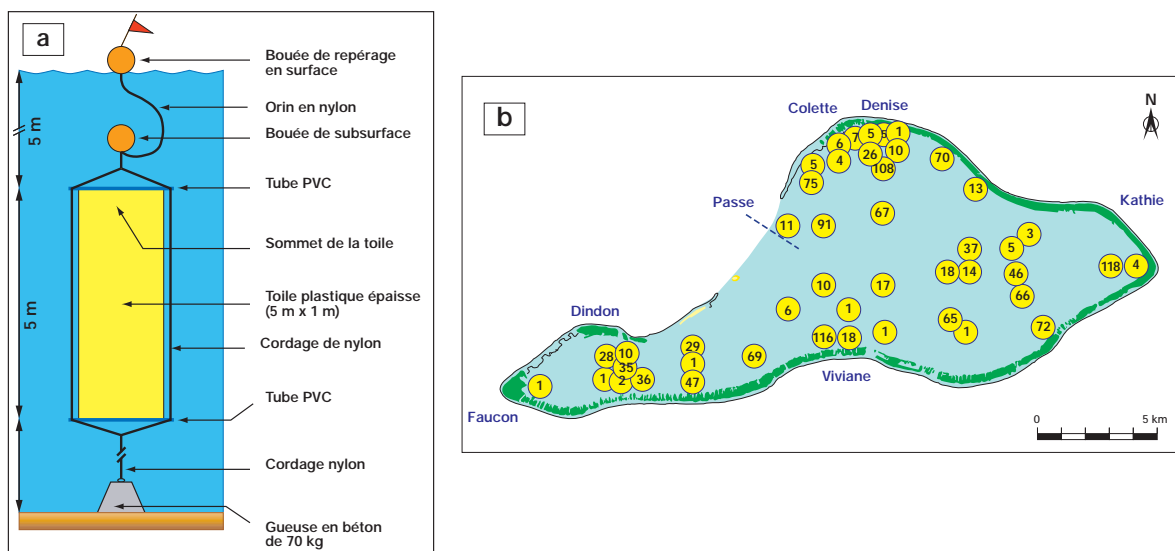 a
Bouée de repérage
en surface
Orin en nylon
Bouée de subsurface
Tube PVC
Sommet de la toile
Toile plastique épaisse
(5 m x 1 m)
Cordage de nylon
Tube PVC
Cordage nylon
Gueuse en béton
de 70 kg
5 m
5 m
b
N
Colette
Denise
Kathie
Passe
Dindon
Viviane
Faucon
7
5
5
1
6
26
10
4
108
70
5
75
13
11
91
67
3
37
5
18
14
46
118
4
10
17
66
6
1
65
1
72
116
18
1
29
1
69
47
28
10
35
1
2
36
1
0
5 km